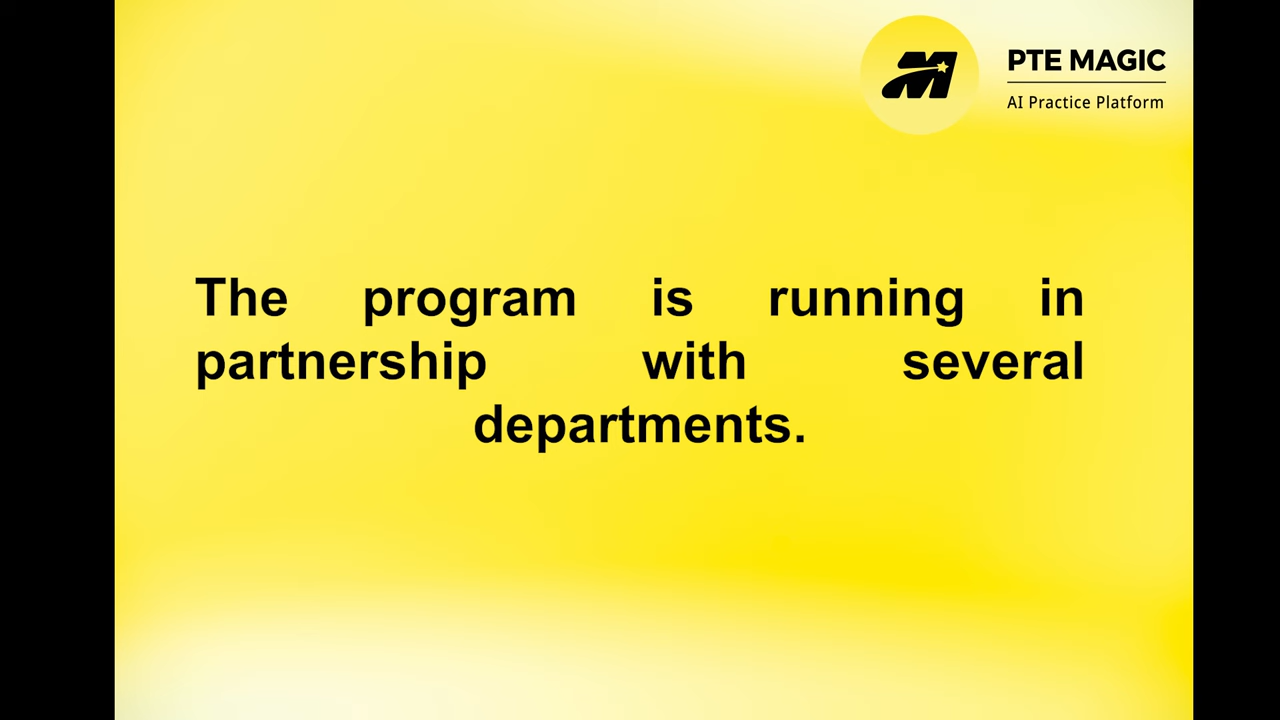 PTE MAGIC
AI Practice Platform
The program is running in
partnership with several
departments.